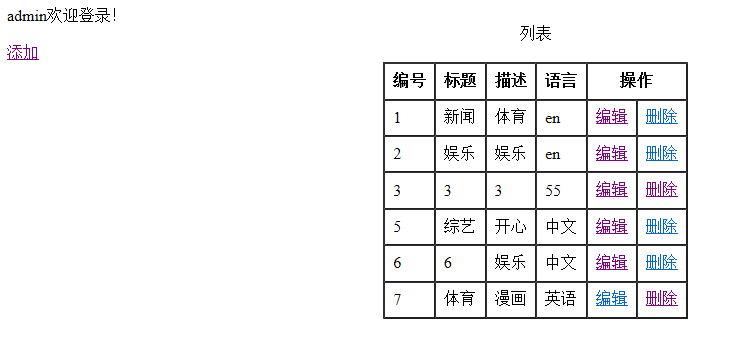 admin欢迎登录!
添加
列表
编号 标题 描述 语言 操作
1 新闻 体育 en 编辑 删除
2 娱乐 娱乐 en 编辑 删除
3 3 3 55 编辑 删除
5 综艺 开心 中文 编辑 删除
6 6 娱乐 中文 编辑 删除
7 体育 漫画 英语 编辑 删除